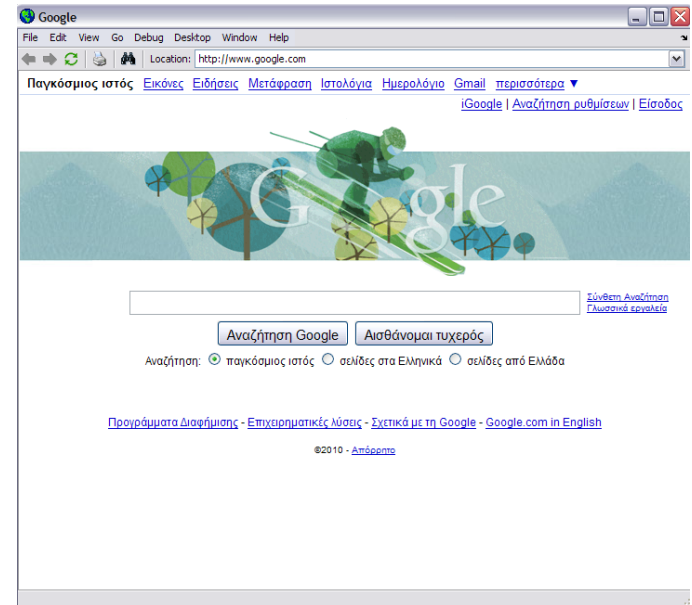 Google
File Edit View Go Debug Desktop Window Help
Location: http://www.google.com
Παγκόσμιος ιστός Εικόνες Ειδήσεις Μετάφραση Ιστολόγια Ημερολόγιο Gmail περισσότερα ▼
iGoogle | Αναζήτηση ρυθμίσεων | Είσοδος
Google
Σύνθετη Αναζήτηση
Γλωσσικά εργαλεία
Αναζήτηση Google Αισθάνομαι τυχερός
Αναζήτηση: παγκόσμιος ιστός σελίδες στα Ελληνικά σελίδες από Ελλάδα
Προγράμματα Διαφήμισης - Επιχειρηματικές λύσεις - Σχετικά με τη Google - Google.com in English
©2010 - Απόρρητο